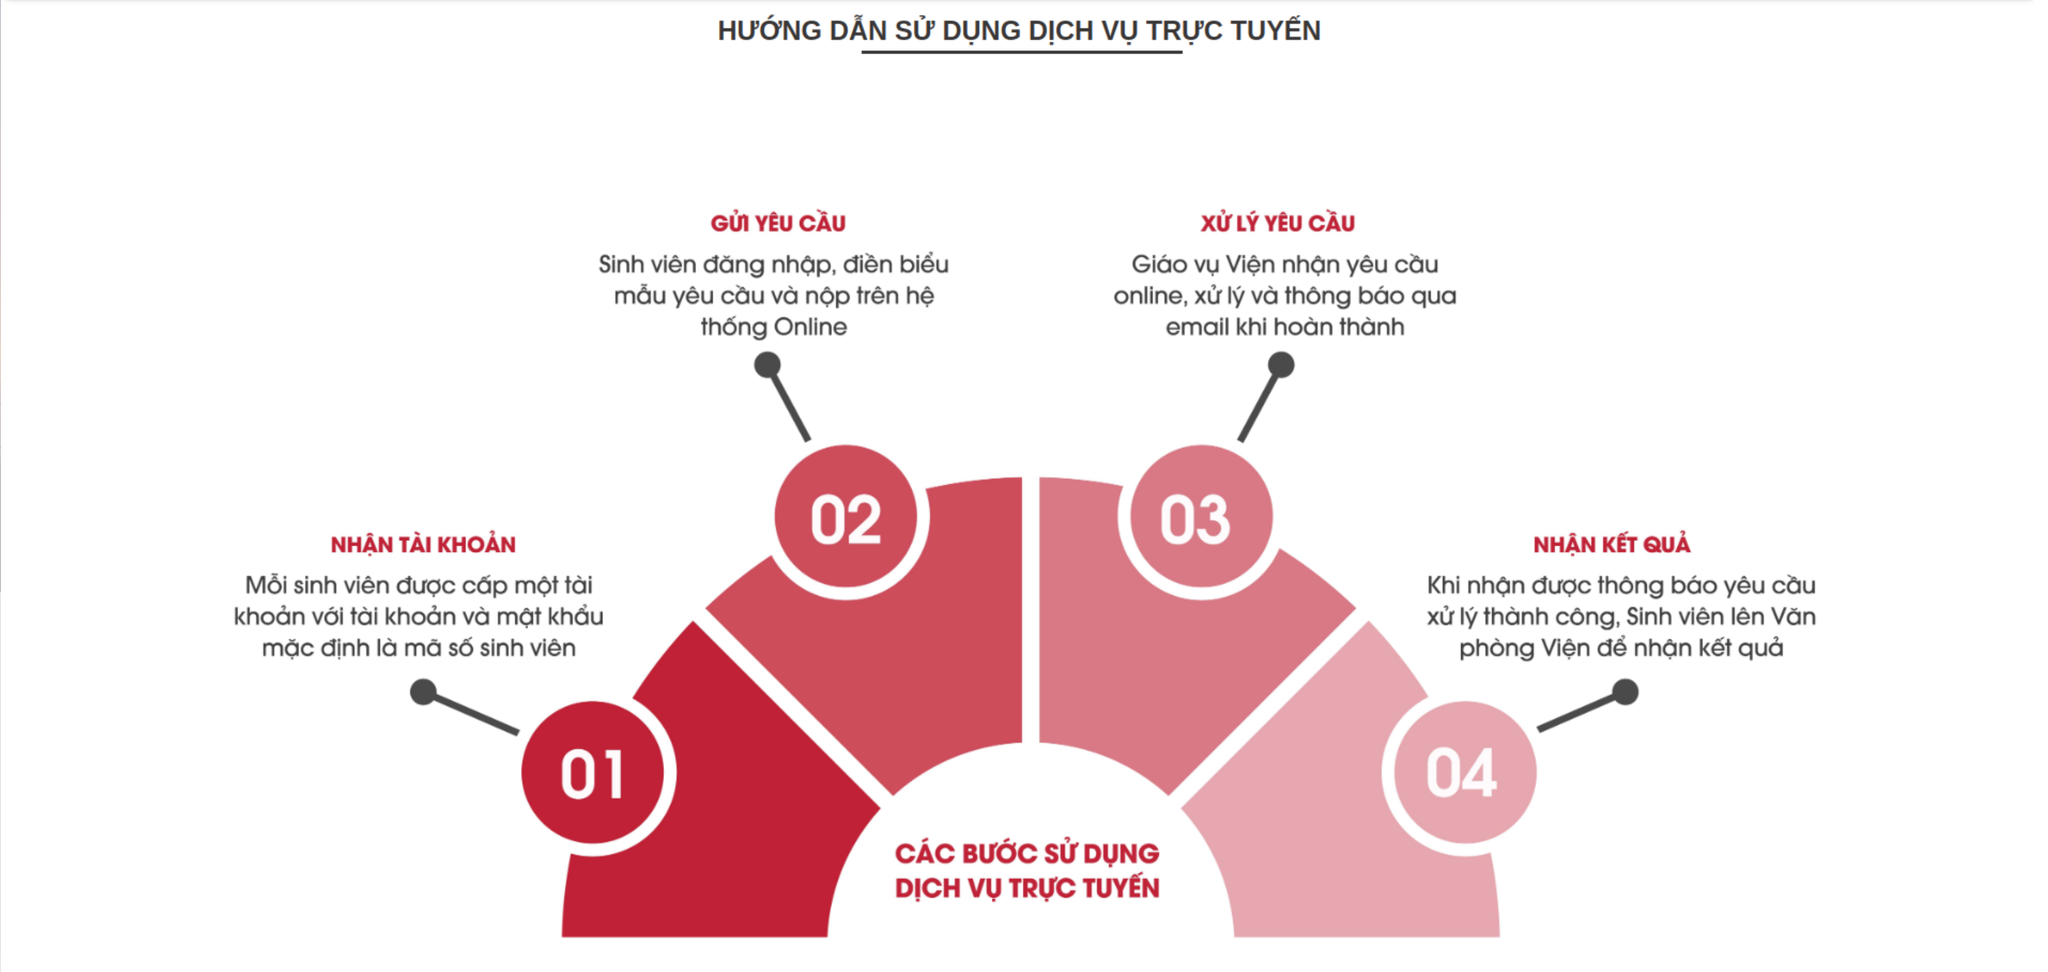 HƯỚNG DẪN SỬ DỤNG DỊCH VỤ TRỰC TUYẾN
GỬI YÊU CẦU
Sinh viên đăng nhập, điền biểu
mẫu yêu cầu và nộp trên hệ
thống Online
XỬ LÝ YÊU CẦU
Giáo vụ Viện nhận yêu cầu
online, xử lý và thông báo qua
email khi hoàn thành
02
03
NHẬN TÀI KHOẢN
Mỗi sinh viên được cấp một tài
khoản với tài khoản và mật khẩu
mặc định là mã số sinh viên
NHẬN KẾT QUẢ
Khi nhận được thông báo yêu cầu
xử lý thành công, Sinh viên lên Văn
phòng Viện để nhận kết quả
01
04
CÁC BƯỚC SỬ DỤNG
DỊCH VỤ TRỰC TUYẾN